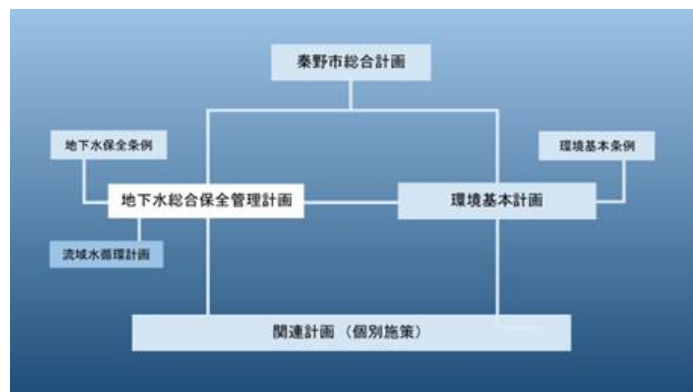 秦野市総合計画
地下水保全条例
環境基本条例
地下水総合保全管理計画
環境基本計画
流域水循環計画
関連計画（個別施策）